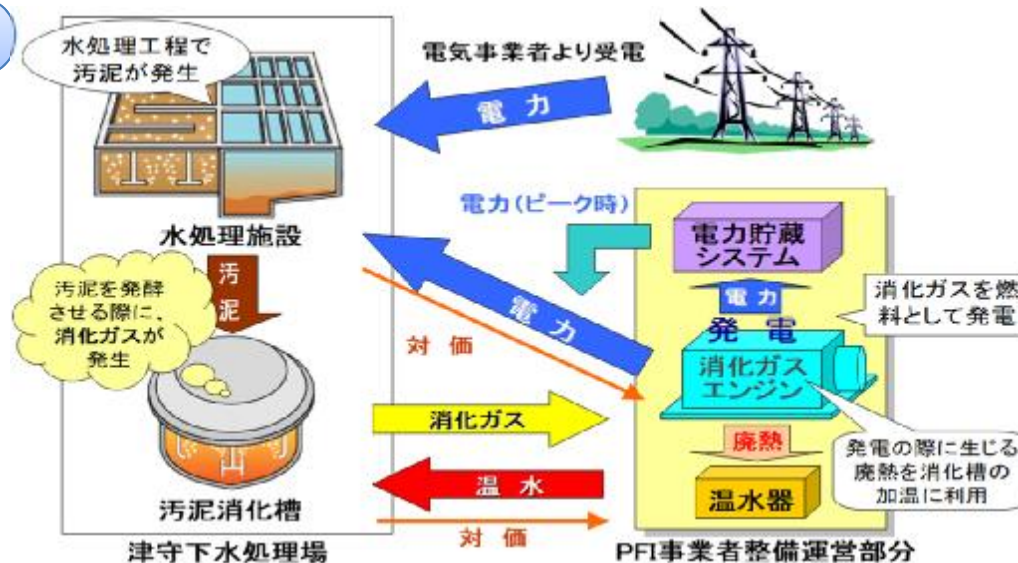 水処理工程で
汚泥が発生
電気事業者より受電
電 力
電力(ピーク時)
水処理施設
電力貯蔵
システム
汚泥
汚泥を発酵
させる際に、
消化ガスが
発生
電 力
対 価
電 力
発 電
消化ガスを燃
料として発電
消化ガス
エンジン
消化ガス
廃熱
発電の際に生じる
廃熱を消化槽の
加温に利用
温 水
温水器
汚泥消化槽
対 価
津守下水処理場
PFI事業者整備運営部分